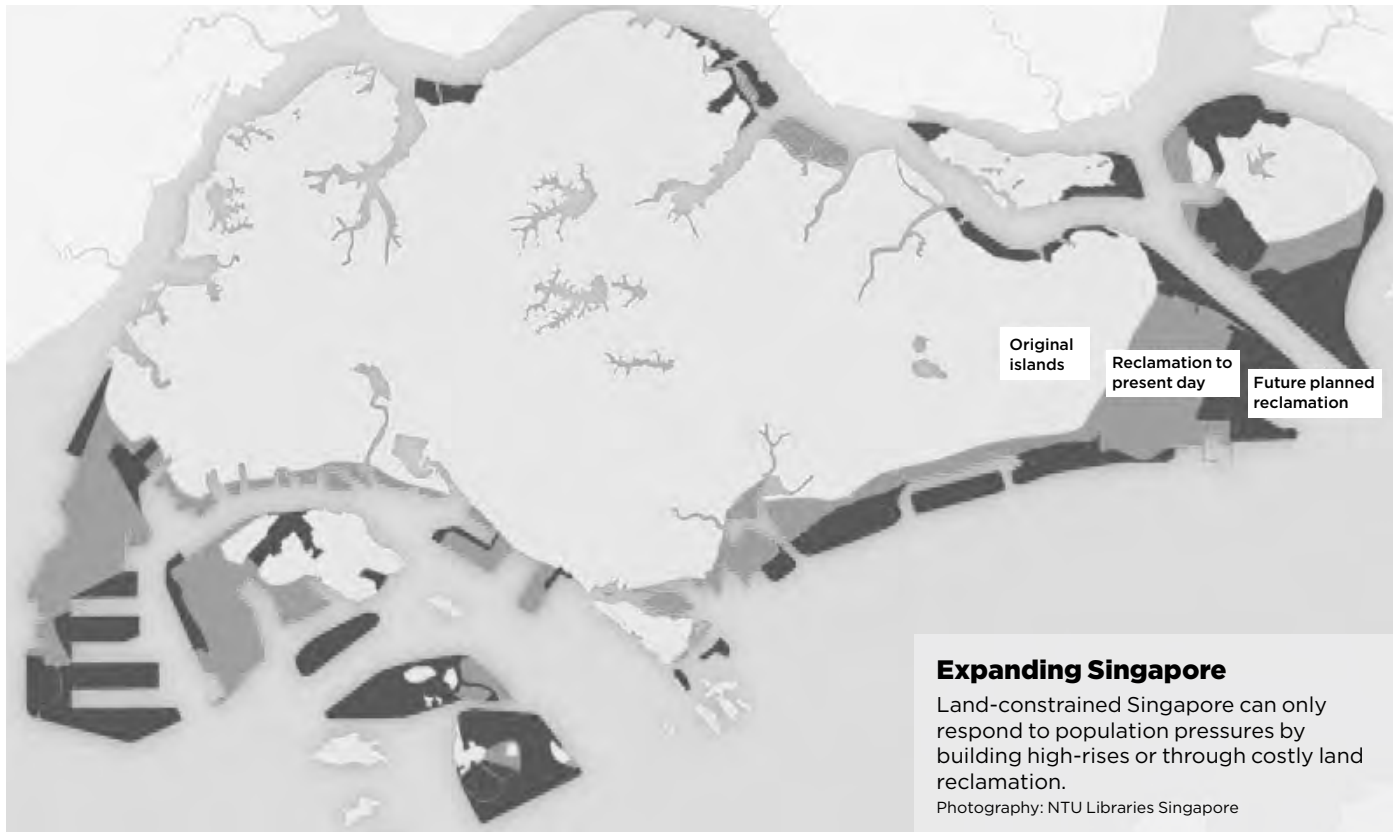 Original
islands
Reclamation to
present day
Future planned
reclamation
Expanding Singapore
Land-constrained Singapore can only
respond to population pressures by
building high-rises or through costly land
reclamation.
Photography: NTU Libraries Singapore